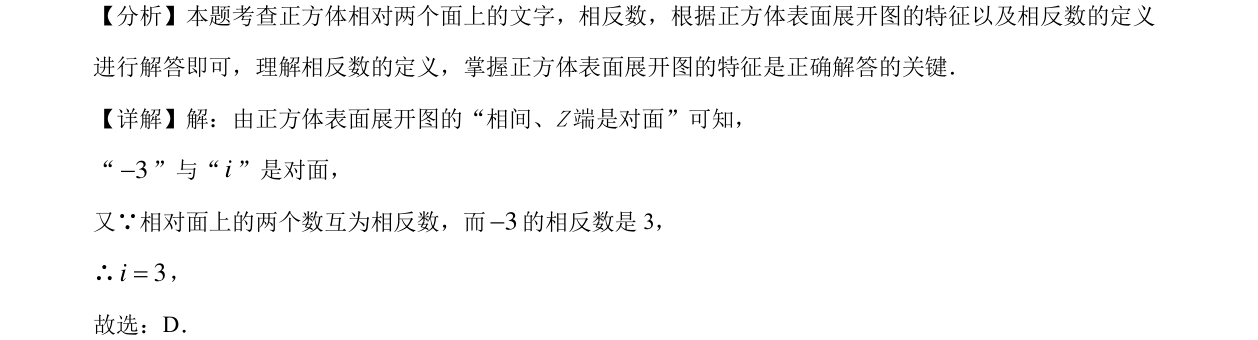 【分析】本题考查正方体相对两个面上的文字，相反数，根据正方体表面展开图的特征以及相反数的定义
进行解答即可，理解相反数的定义，掌握正方体表面展开图的特征是正确解答的关键．
【详解】解：由正方体表面展开图的“相间、Z端是对面”可知，
“−3”与“i”是对面，
又∵相对面上的两个数互为相反数，而−3的相反数是 3，
∴i＝3，
故选：D．